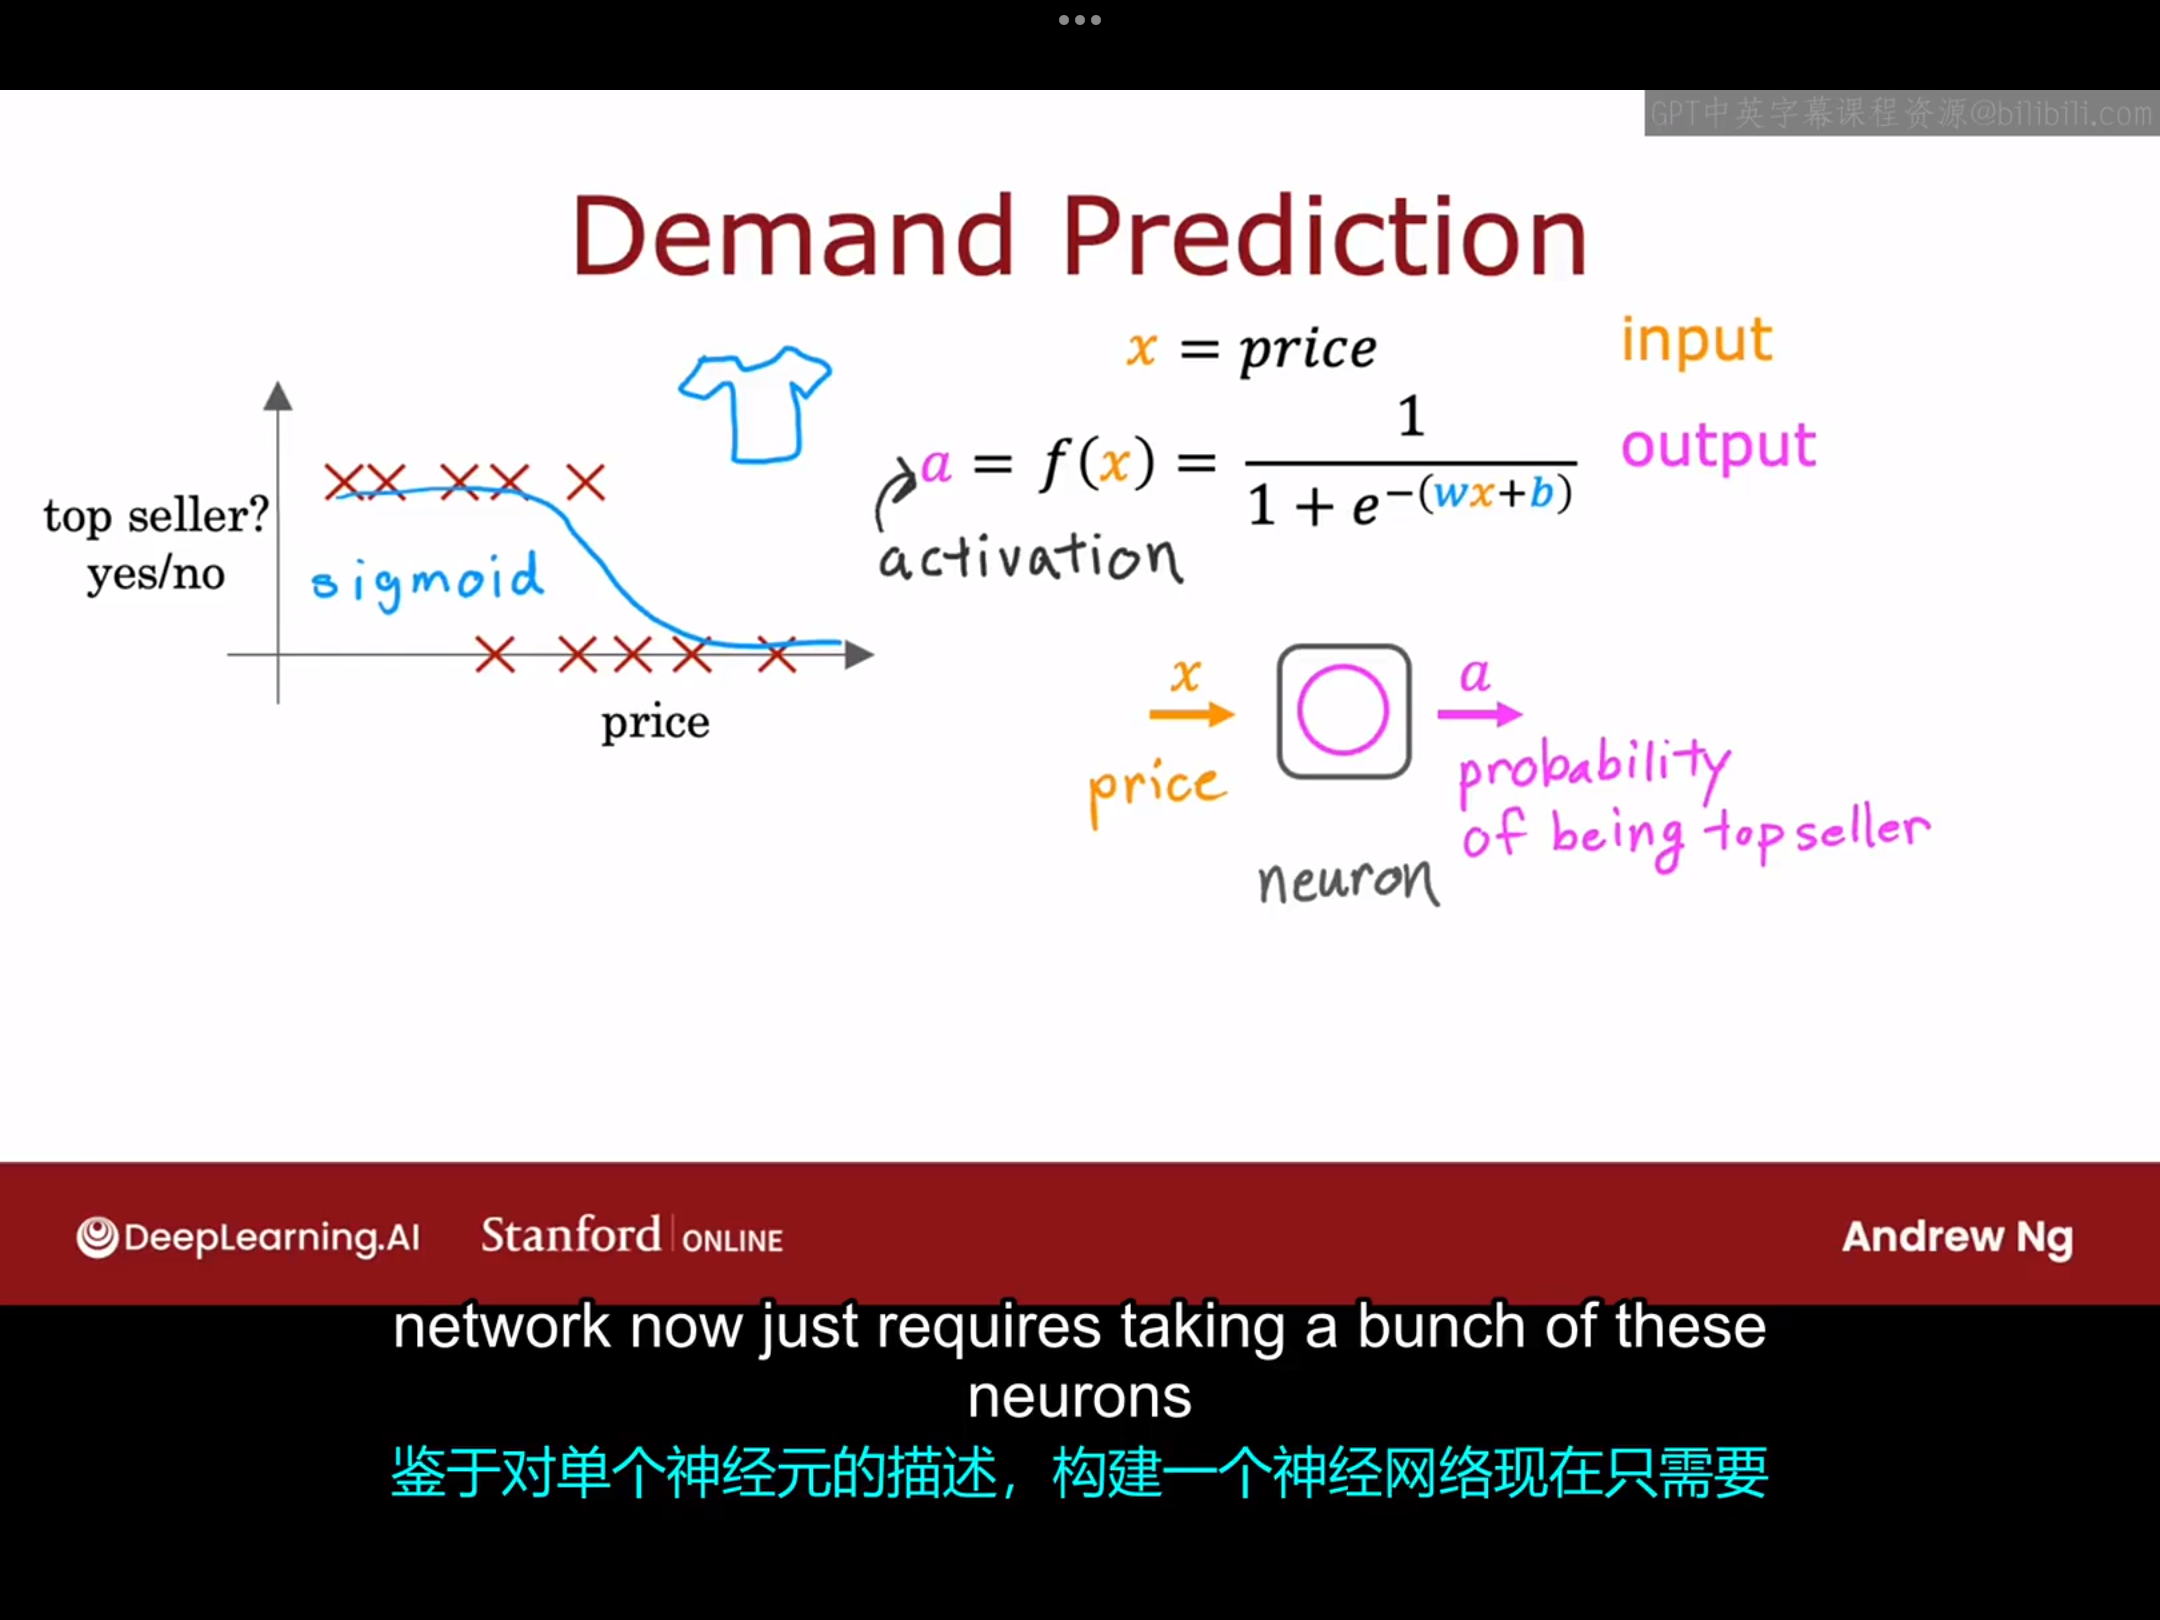 GPT中英字幕课程资源@bilibili.com
Demand Prediction
x = price
input
a = f(x) = 1 / 1 + e^−(wx+b)
output
activation
top seller?
yes/no
sigmoid
price
x
a
price
probability
of being topseller
neuron
DeepLearning.AI
Stanford | ONLINE
Andrew Ng
network now just requires taking a bunch of these
neurons
鉴于对单个神经元的描述，构建一个神经网络现在只需要